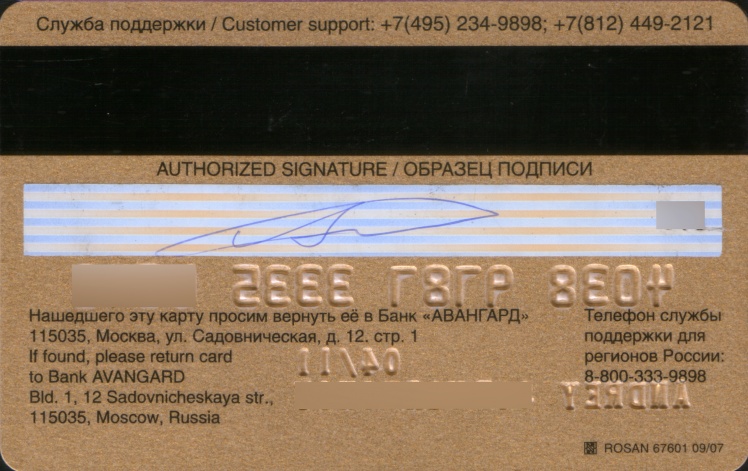 Служба поддержки / Customer support: +7(495) 234-9898; +7(812) 449-2121
AUTHORIZED SIGNATURE / ОБРАЗЕЦ ПОДПИСИ
Нашедшего эту карту просим вернуть её в Банк «АВАНГАРД»
115035, Москва, ул. Садовническая, д. 12. стр. 1
If found, please return card
to Bank AVANGARD
Bld. 1, 12 Sadovnicheskaya str.,
115035, Moscow, Russia
Телефон службы
поддержки для
регионов России:
8-800-333-9898
04/11
ANDREY
ROSAN 67601 09/07